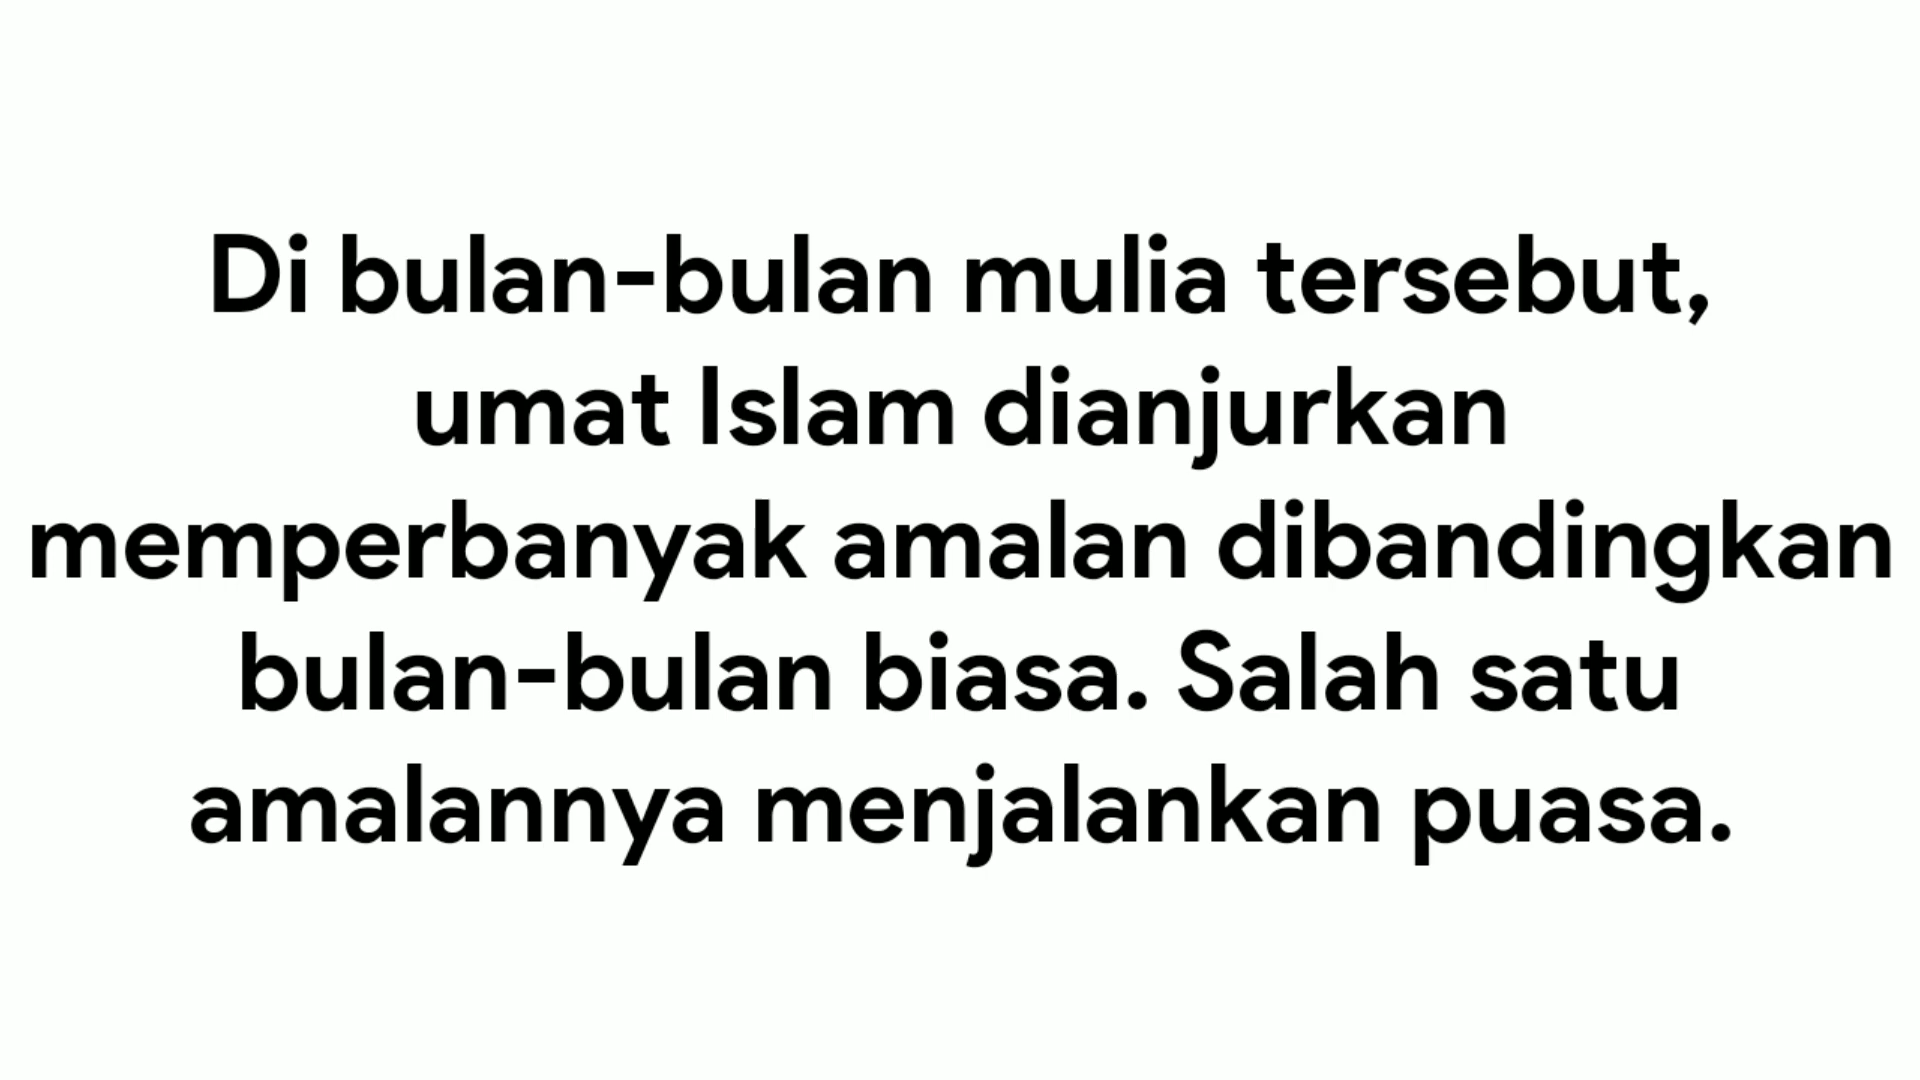 Di bulan-bulan mulia tersebut,
umat Islam dianjurkan
memperbanyak amalan dibandingkan
bulan-bulan biasa. Salah satu
amalannya menjalankan puasa.